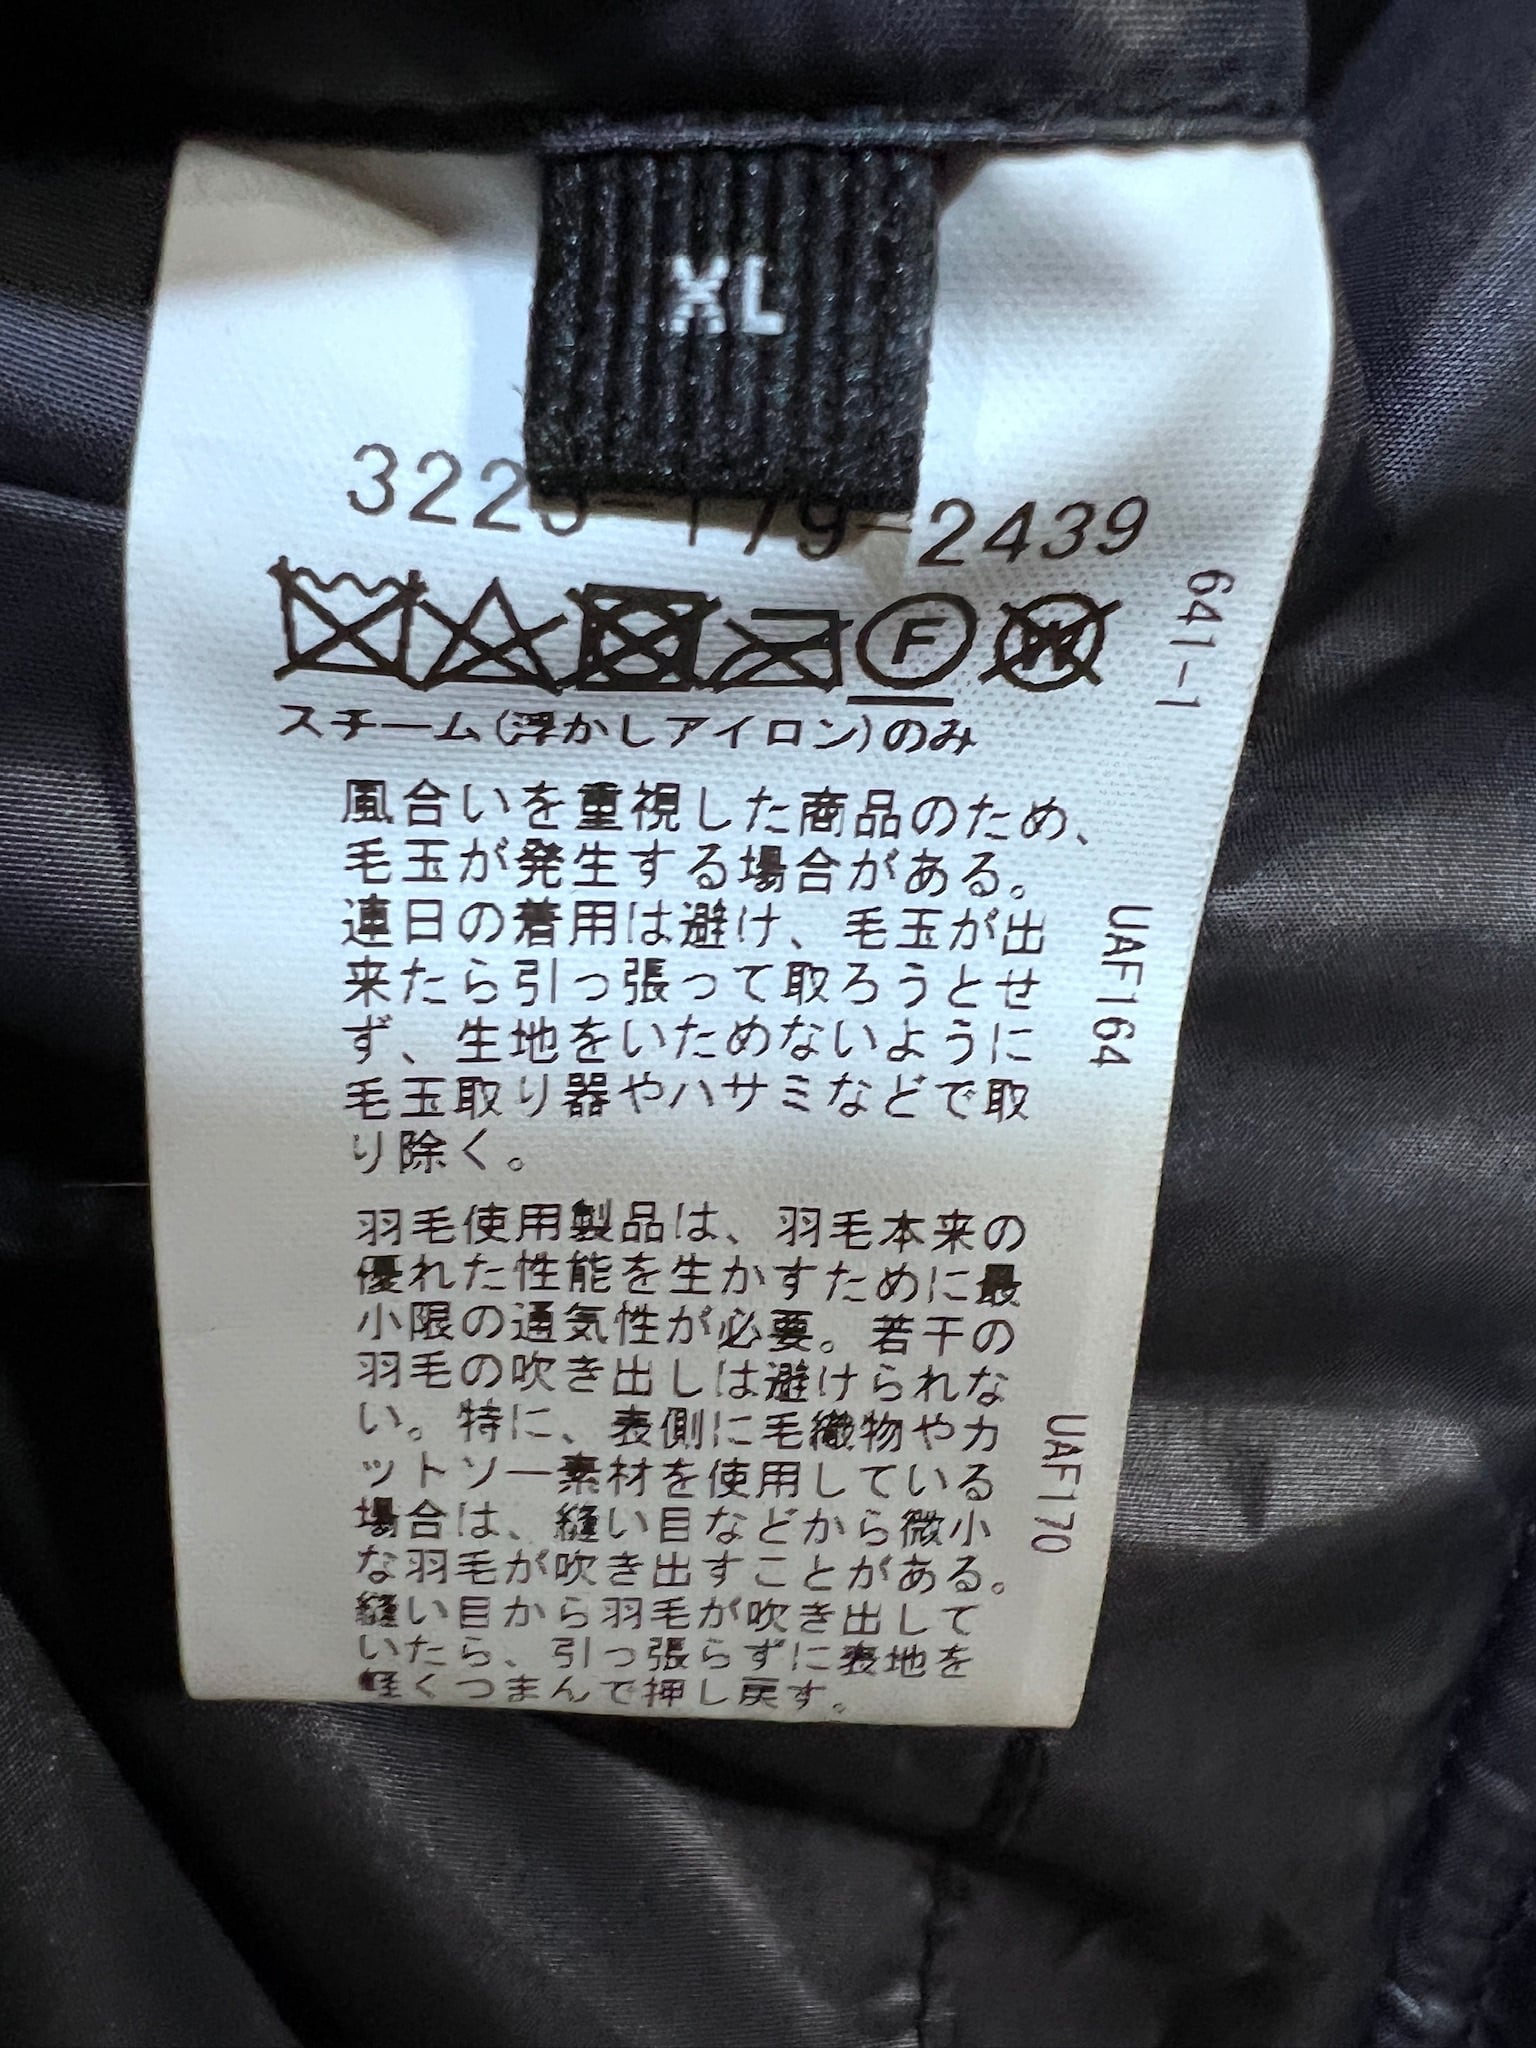 XL
322 -179-2439
F
W
641-1
スチーム(浮かしアイロン)のみ
風合いを重視した商品のため、
毛玉が発生する場合がある。
連日の着用は避け、毛玉が出
来たら引っ張って取ろうとせ
ず、生地をいためないように
毛玉取り器やハサミなどで取
り除く。
UAF164
羽毛使用製品は、羽毛本来の
優れた性能を生かすために最
小限の通気性が必要。若干の
羽毛の吹き出しは避けられな
い。特に、表側に毛織物やカ
ットソー素材を使用している
場合は、縫い目などから微小
な羽毛が吹き出すことがある。
縫い目から羽毛が吹き出して
いたら、引っ張らずに表地を
軽くつまんで押し戻す。
UAF170